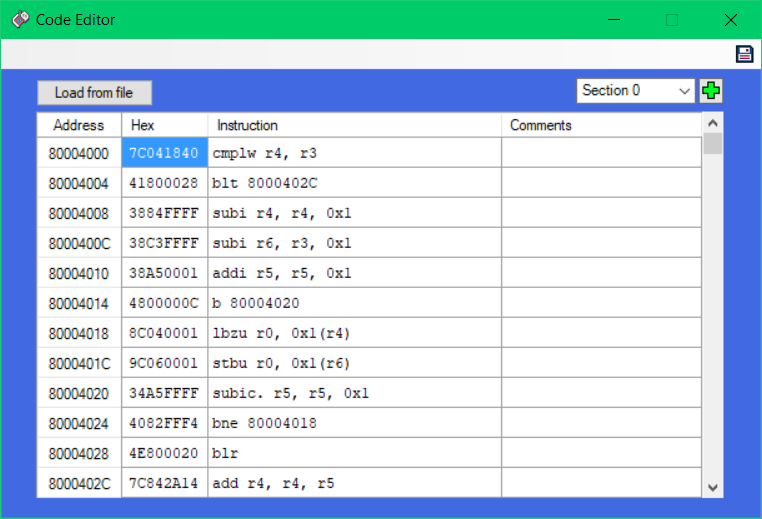 Code Editor
Load from file
Section 0
Address Hex Instruction Comments
80004000 7C041840 cmplw r4, r3
80004004 41800028 blt 8000402C
80004008 3884FFFF subi r4, r4, 0x1
8000400C 38C3FFFF subi r6, r3, 0x1
80004010 38A50001 addi r5, r5, 0x1
80004014 4800000C b 80004020
80004018 8C040001 lbzu r0, 0x1(r4)
8000401C 9C060001 stbu r0, 0x1(r6)
80004020 34A5FFFF subic. r5, r5, 0x1
80004024 4082FFF4 bne 80004018
80004028 4E800020 blr
8000402C 7C842A14 add r4, r4, r5